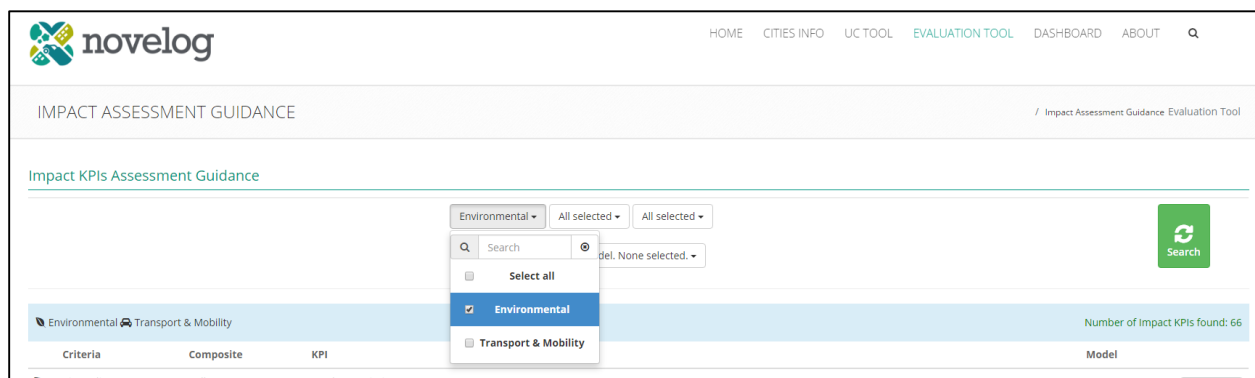 novelog
HOME CITIES INFO UC TOOL EVALUATION TOOL DASHBOARD ABOUT
IMPACT ASSESSMENT GUIDANCE
/ Impact Assessment Guidance Evaluation Tool
Impact KPIs Assessment Guidance
Environmental All selected All selected
Search
Search
del. None selected.
Select all
Environmental
Transport & Mobility
Environmental Transport & Mobility
Number of Impact KPIs found: 66
Criteria Composite KPI Model